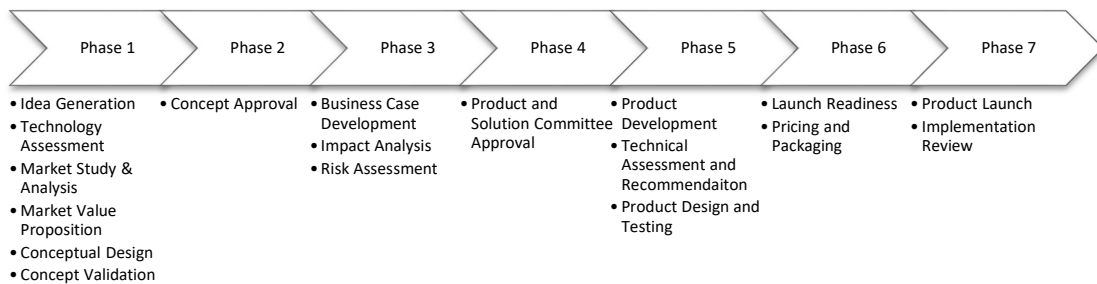 Phase 1
Phase 2
Phase 3
Phase 4
Phase 5
Phase 6
Phase 7
• Idea Generation
• Technology
Assessment
• Market Study &
Analysis
• Market Value
Proposition
• Conceptual Design
• Concept Validation
• Concept Approval
• Business Case
Development
• Impact Analysis
• Risk Assessment
• Product and
Solution Committee
Approval
• Product
Development
• Technical
Assessment and
Recommendaiton
• Product Design and
Testing
• Launch Readiness
• Pricing and
Packaging
• Product Launch
• Implementation
Review